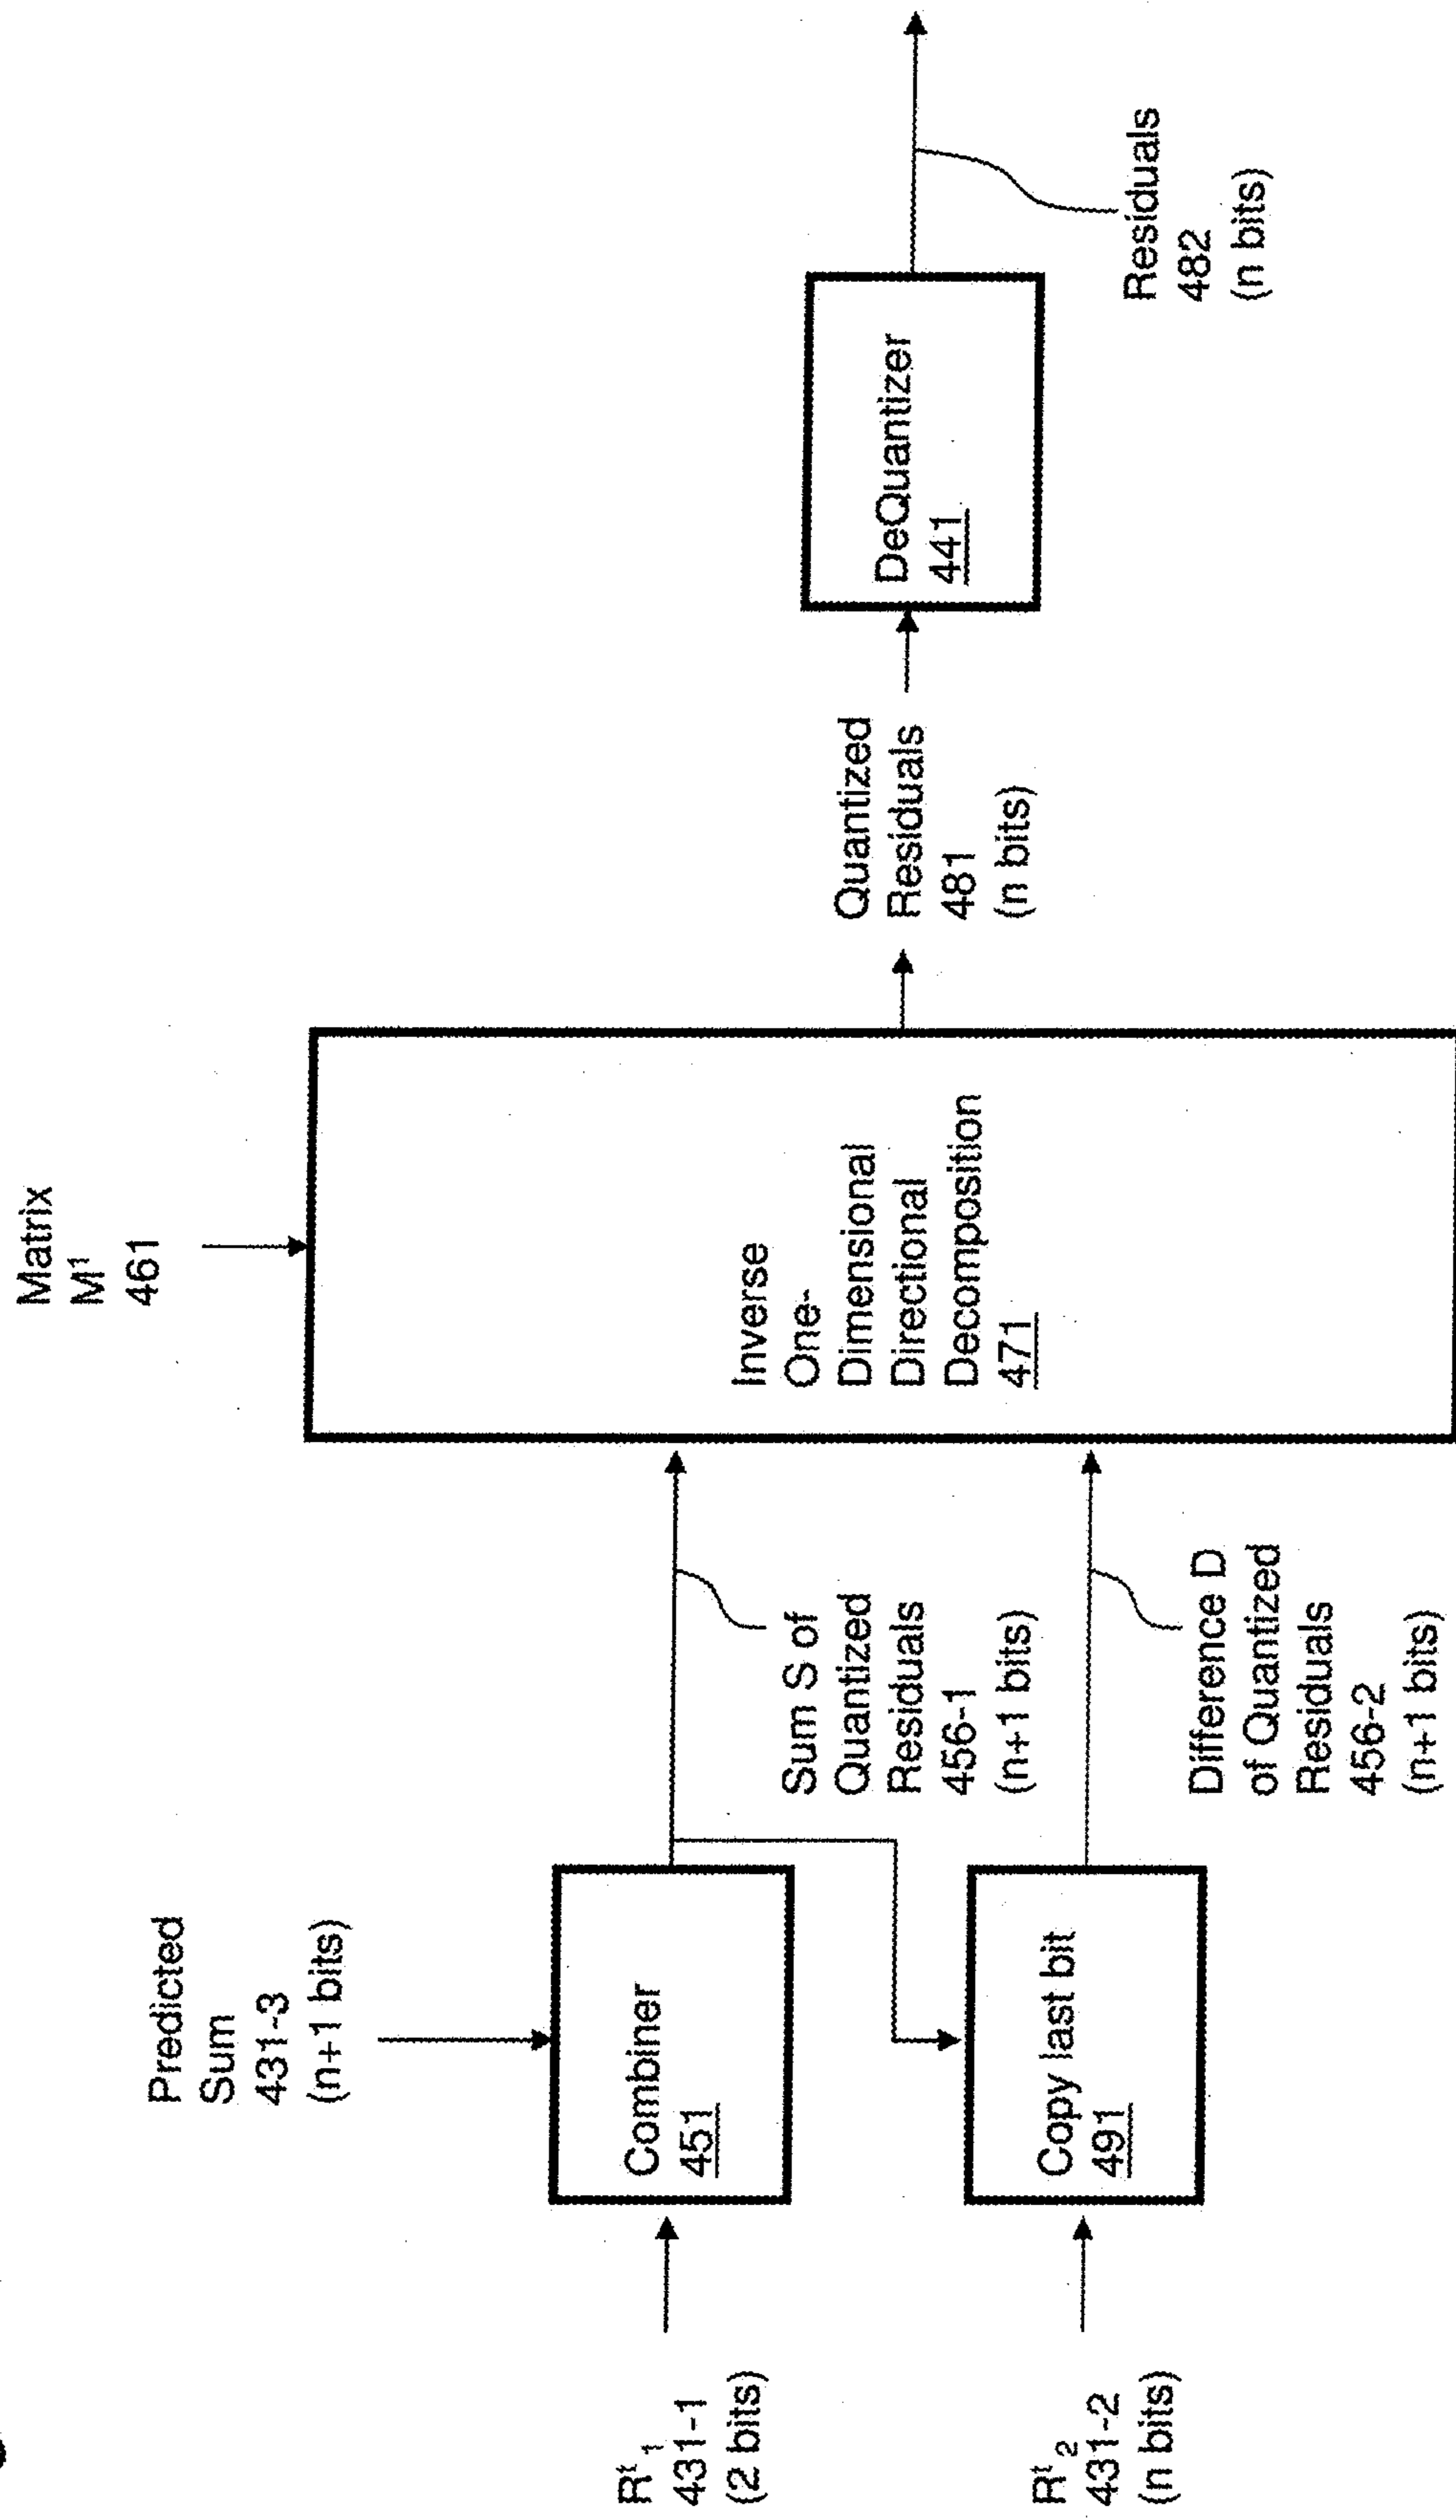 Predicted
Sum
431-3
(n+1 bits)
Matrix
M¹
461
Rᵗ₁
431-1
(2 bits)
Combiner
451
Sum S of
Quantized
Residuals
456-1
(n+1 bits)
Rᵗ₂
431-2
(n bits)
Copy last bit
491
Difference D
of Quantized
Residuals
456-2
(n+1 bits)
Inverse
One-
Dimensional
Directional
Decomposition
471
Quantized
Residuals
481
(n bits)
DeQuantizer
441
Residuals
482
(n bits)